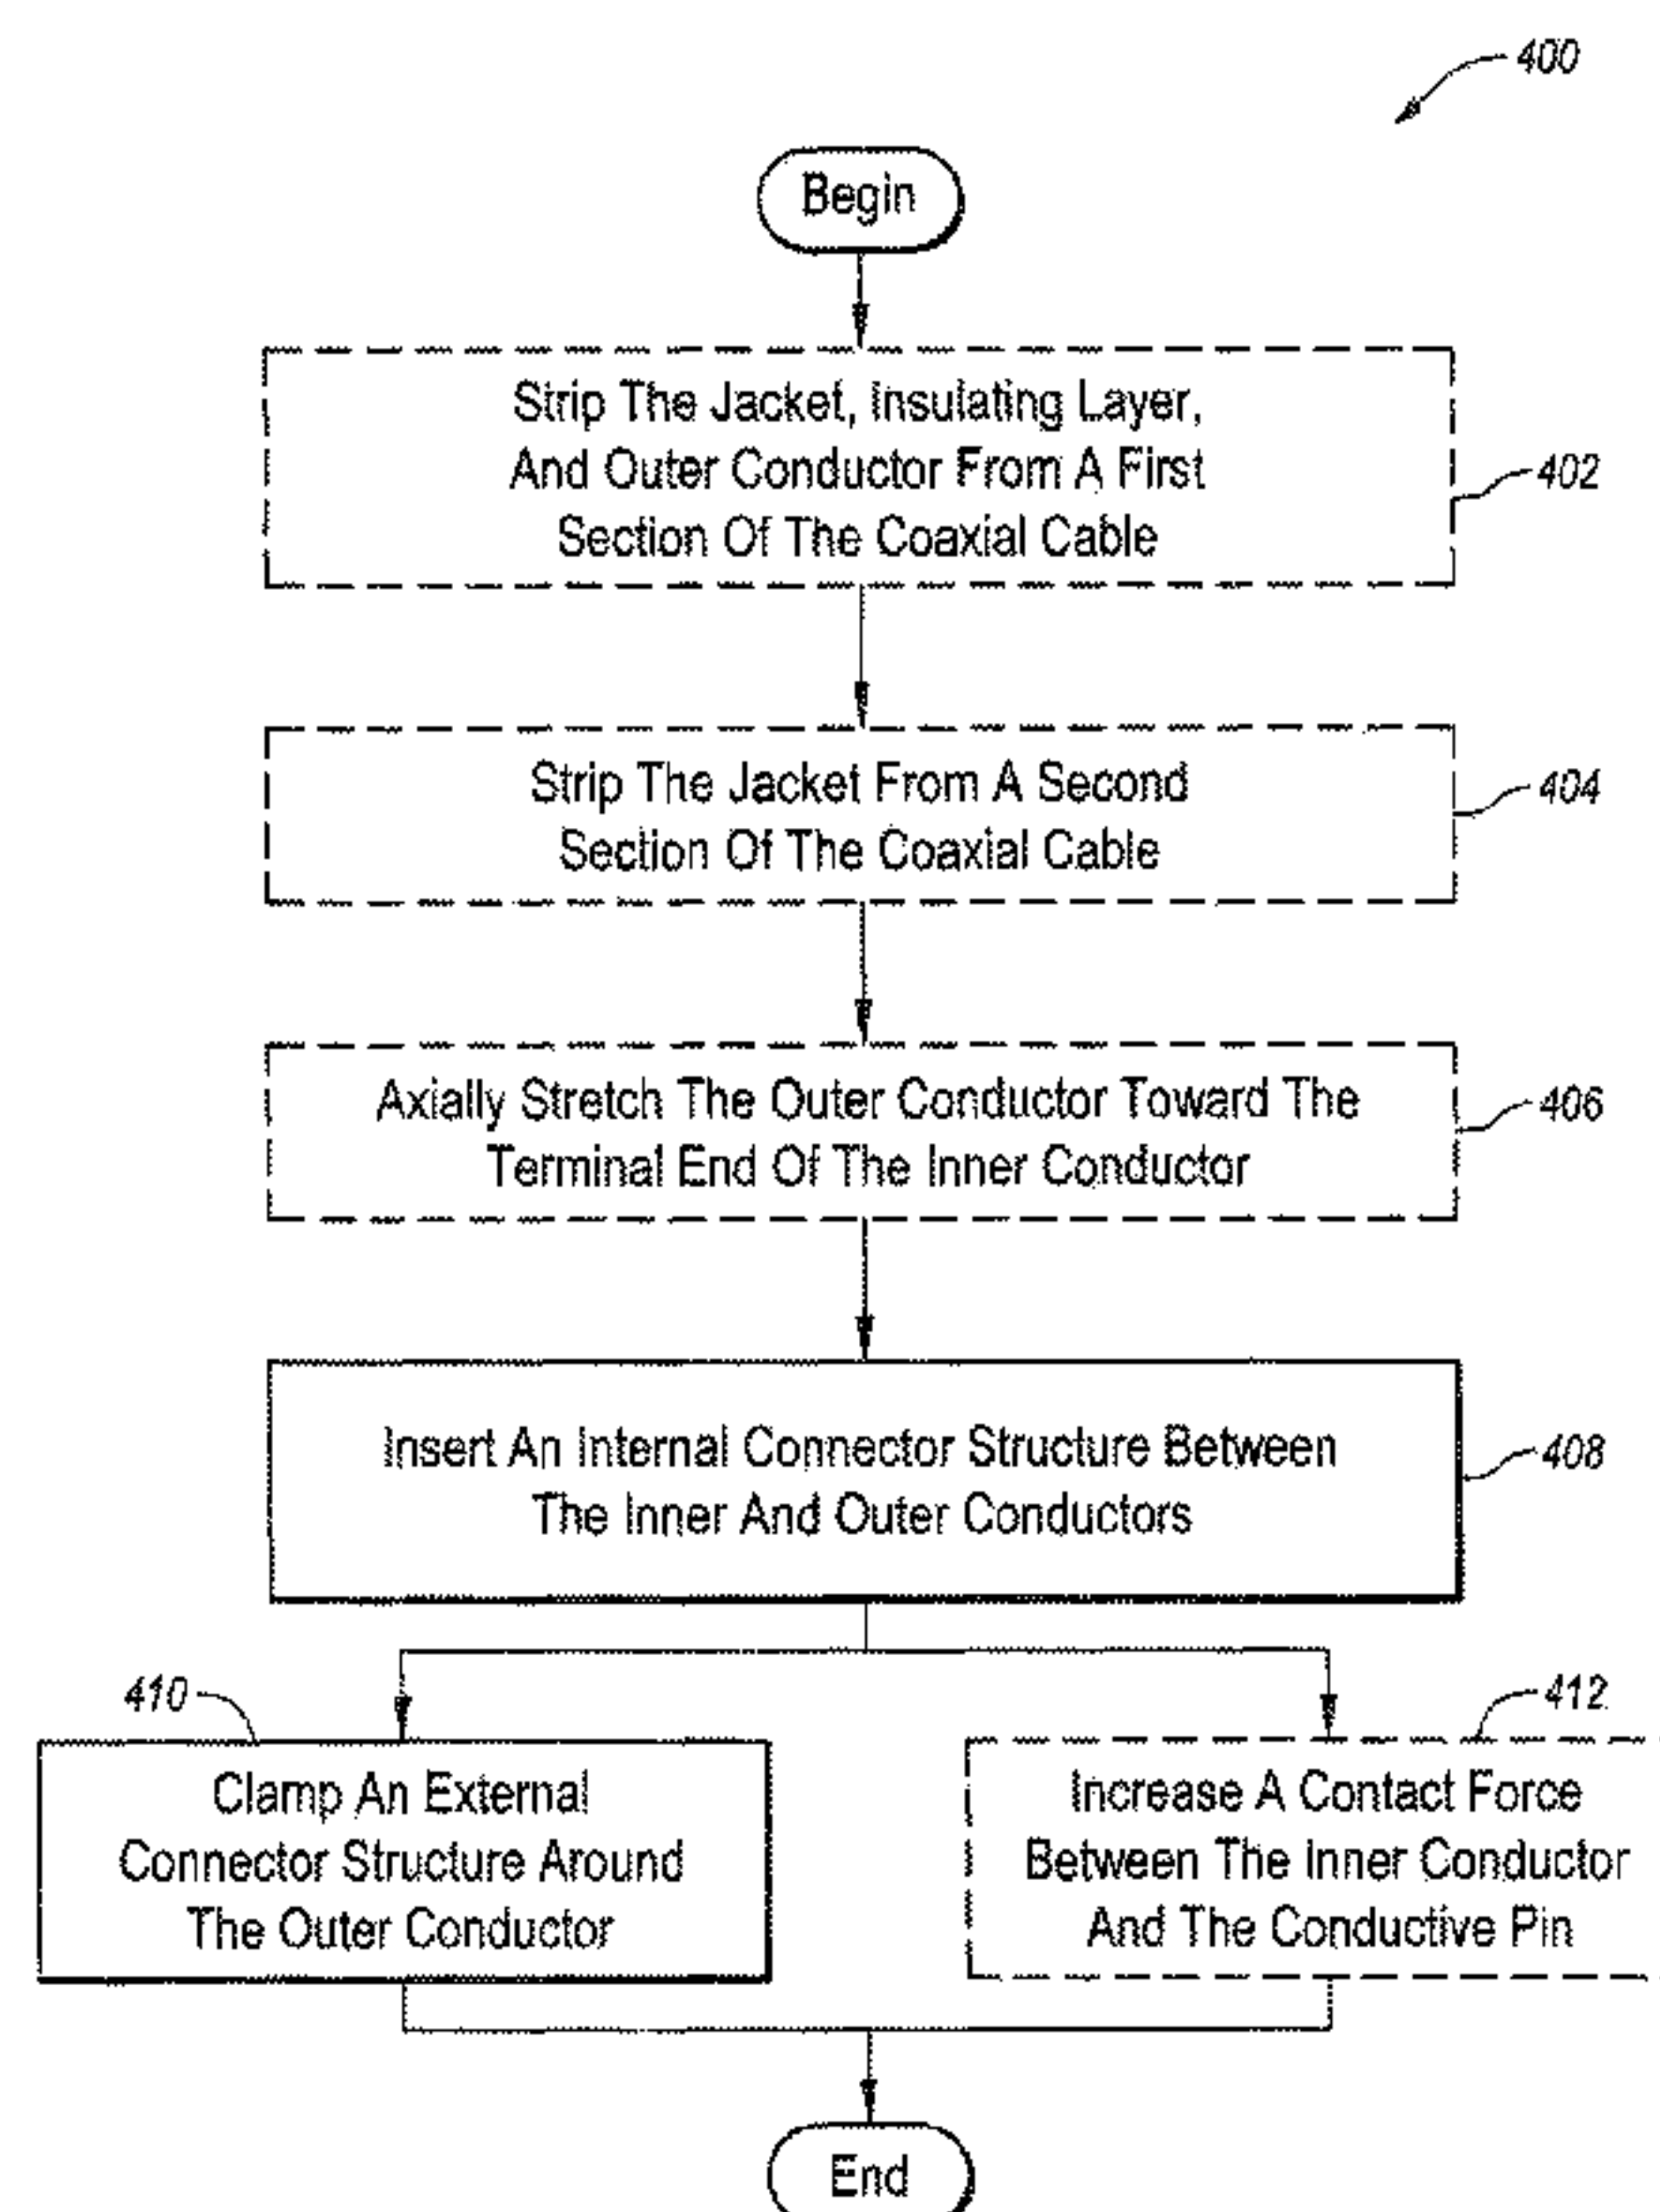 400
Begin
Strip The Jacket, Insulating Layer,
And Outer Conductor From A First
Section Of The Coaxial Cable
402
Strip The Jacket From A Second
Section Of The Coaxial Cable
404
Axially Stretch The Outer Conductor Toward The
Terminal End Of The Inner Conductor
406
Insert An Internal Connector Structure Between
The Inner And Outer Conductors
408
410
Clamp An External
Connector Structure Around
The Outer Conductor
412
Increase A Contact Force
Between The Inner Conductor
And The Conductive Pin
End